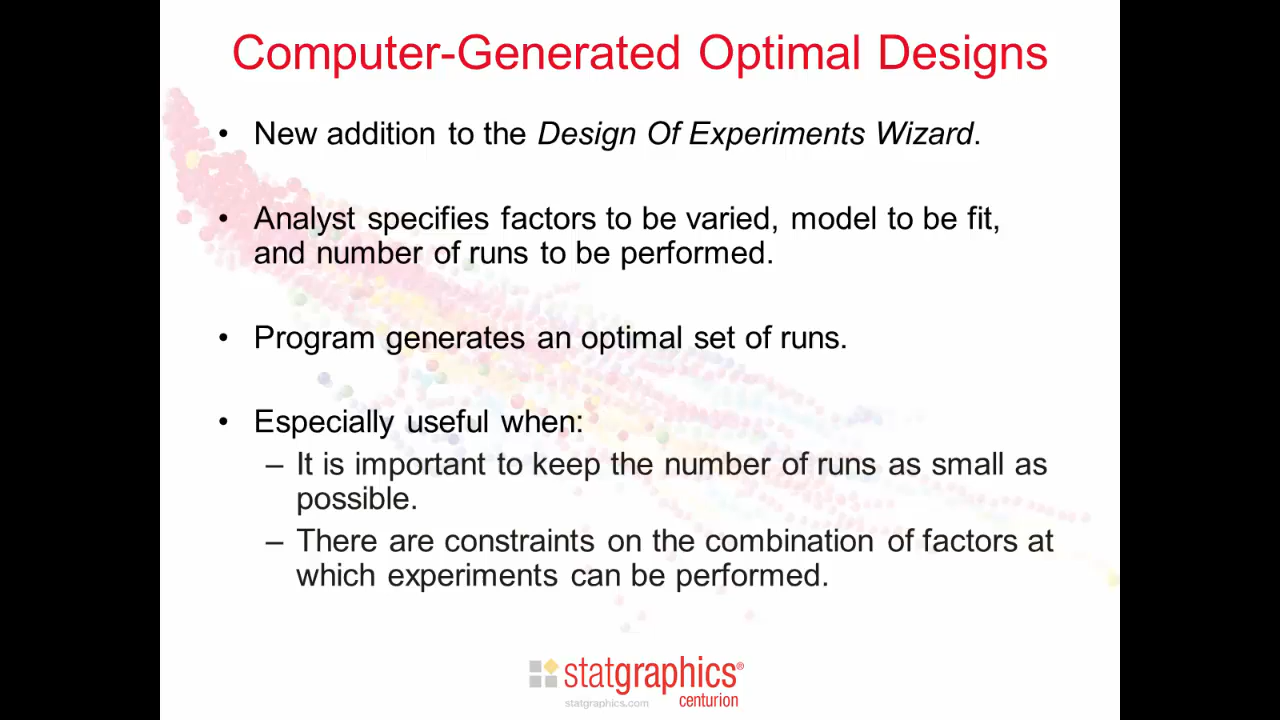 Computer-Generated Optimal Designs
• New addition to the Design Of Experiments Wizard.
• Analyst specifies factors to be varied, model to be fit,
and number of runs to be performed.
• Program generates an optimal set of runs.
• Especially useful when:
– It is important to keep the number of runs as small as
possible.
– There are constraints on the combination of factors at
which experiments can be performed.
statgraphics®
statgraphics.com centurion